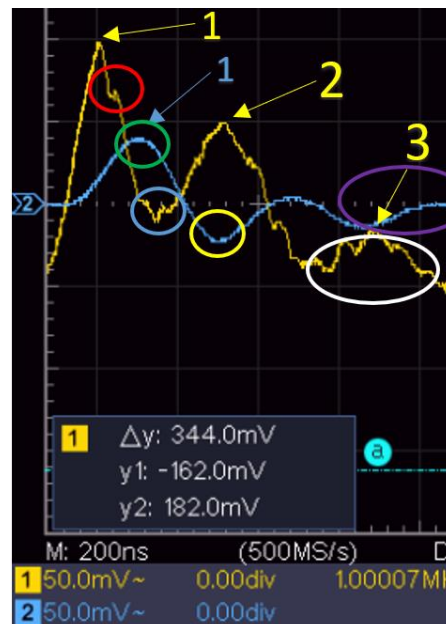 1
1
2
3
2
1
Δy: 344.0mV
y1: -162.0mV
y2: 182.0mV
a
M: 200ns (500MS/s) D
1 50.0mV~ 0.00div 1.00007M
2 50.0mV~ 0.00div